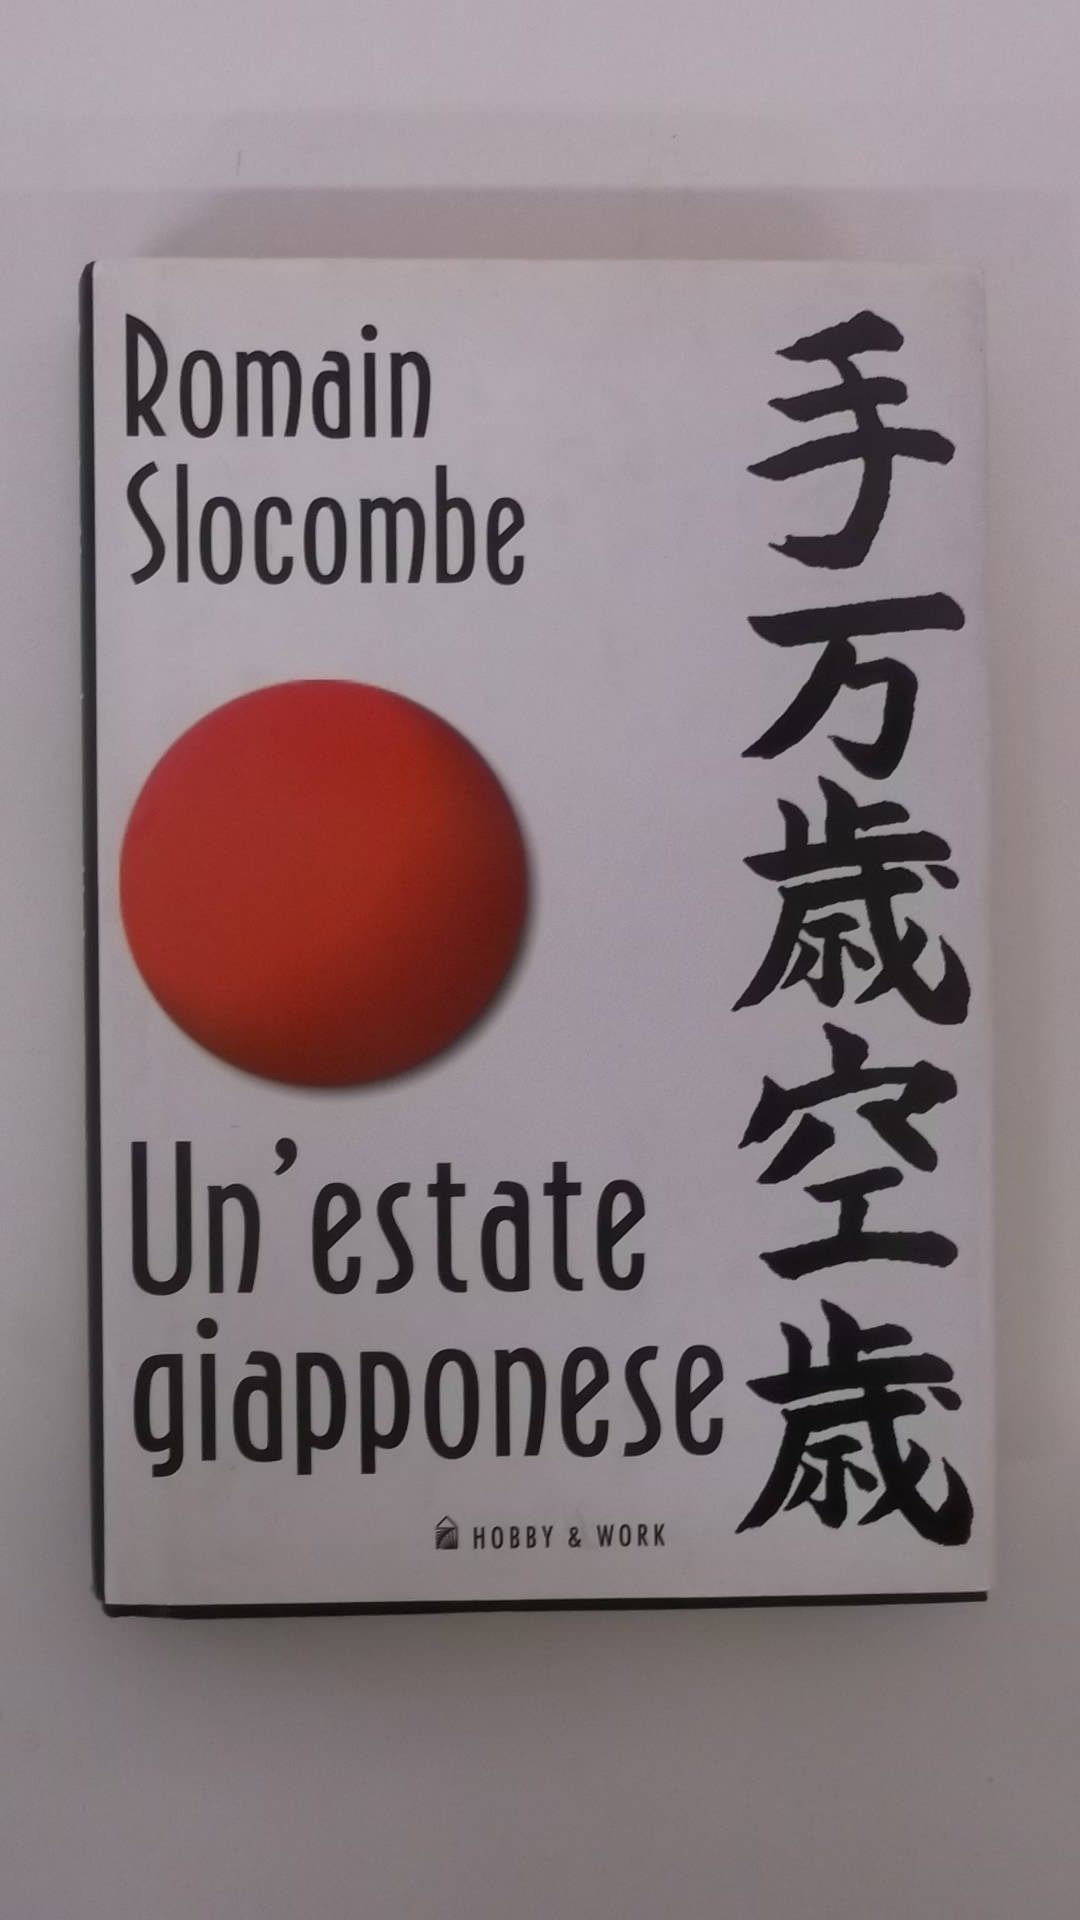 Romain
Slocombe
Un'estate
giapponese
HOBBY & WORK
手万歳空歳